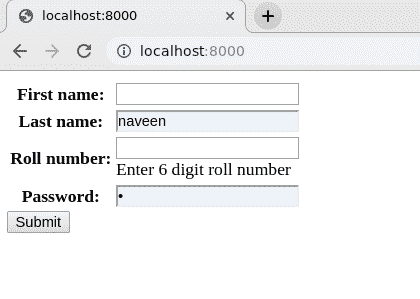 localhost:8000
localhost:8000
First name:
Last name: naveen
Roll number:
Enter 6 digit roll number
Password: •
Submit